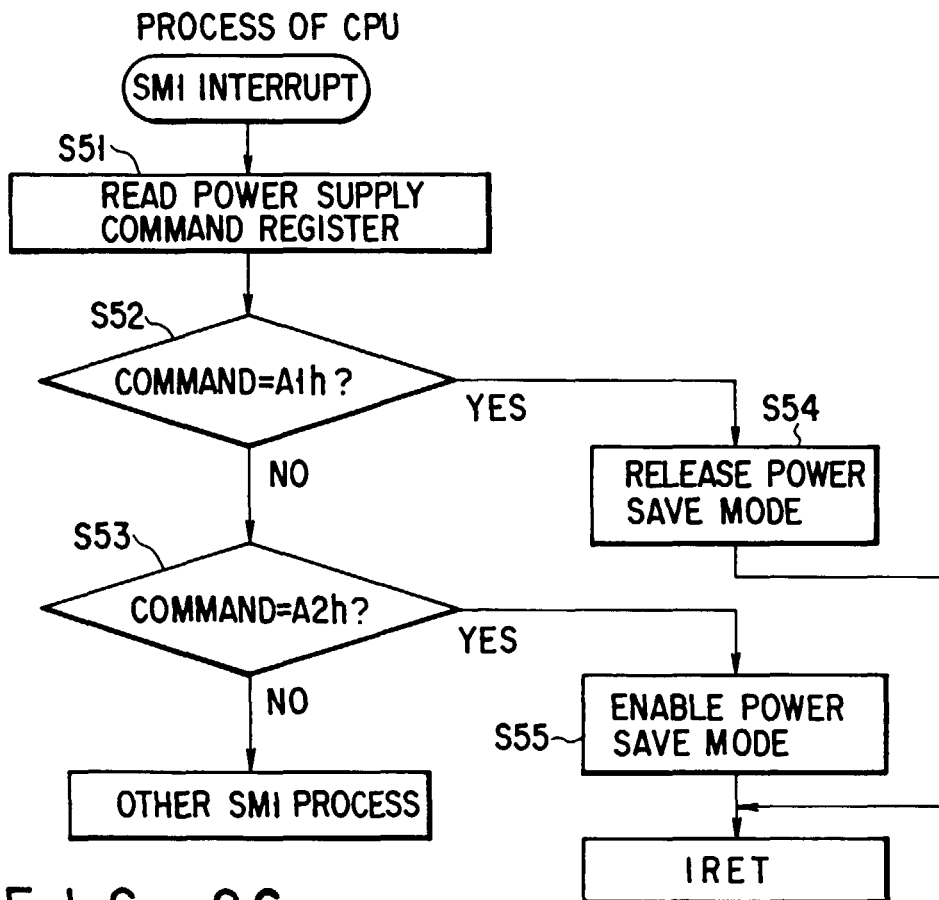 PROCESS OF CPU
SMI INTERRUPT
S51
READ POWER SUPPLY
COMMAND REGISTER
S52
COMMAND=A1h?
YES
NO
S54
RELEASE POWER
SAVE MODE
S53
COMMAND=A2h?
YES
NO
S55
ENABLE POWER
SAVE MODE
OTHER SMI PROCESS
IRET